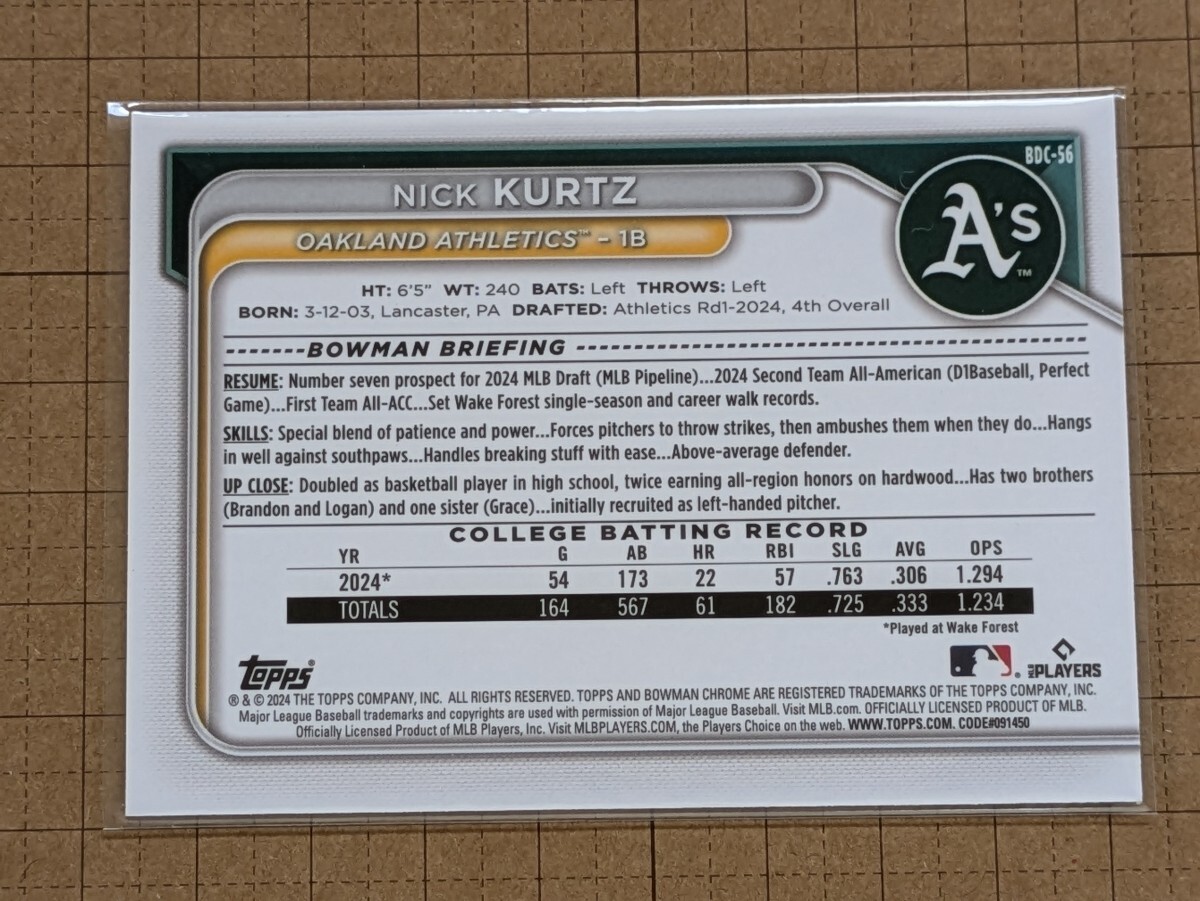 BDC-56
NICK KURTZ
A's™
OAKLAND ATHLETICS™ – 1B
HT: 6'5" WT: 240 BATS: Left THROWS: Left
BORN: 3-12-03, Lancaster, PA DRAFTED: Athletics Rd1-2024, 4th Overall
BOWMAN BRIEFING
RESUME: Number seven prospect for 2024 MLB Draft (MLB Pipeline)...2024 Second Team All-American (D1Baseball, Perfect
Game)...First Team All-ACC...Set Wake Forest single-season and career walk records.
SKILLS: Special blend of patience and power...Forces pitchers to throw strikes, then ambushes them when they do...Hangs
in well against southpaws...Handles breaking stuff with ease...Above-average defender.
UP CLOSE: Doubled as basketball player in high school, twice earning all-region honors on hardwood...Has two brothers
(Brandon and Logan) and one sister (Grace)...initially recruited as left-handed pitcher.
COLLEGE BATTING RECORD
YR G AB HR RBI SLG AVG OPS
2024* 54 173 22 57 .763 .306 1.294
TOTALS 164 567 61 182 .725 .333 1.234
*Played at Wake Forest
topps® MLB PLAYERS
® & © 2024 THE TOPPS COMPANY, INC. ALL RIGHTS RESERVED. TOPPS AND BOWMAN CHROME ARE REGISTERED TRADEMARKS OF THE TOPPS COMPANY, INC.
Major League Baseball trademarks and copyrights are used with permission of Major League Baseball. Visit MLB.com. OFFICIALLY LICENSED PRODUCT OF MLB.
Officially Licensed Product of MLB Players, Inc. Visit MLBPLAYERS.COM, the Players Choice on the web. WWW.TOPPS.COM. CODE#091450